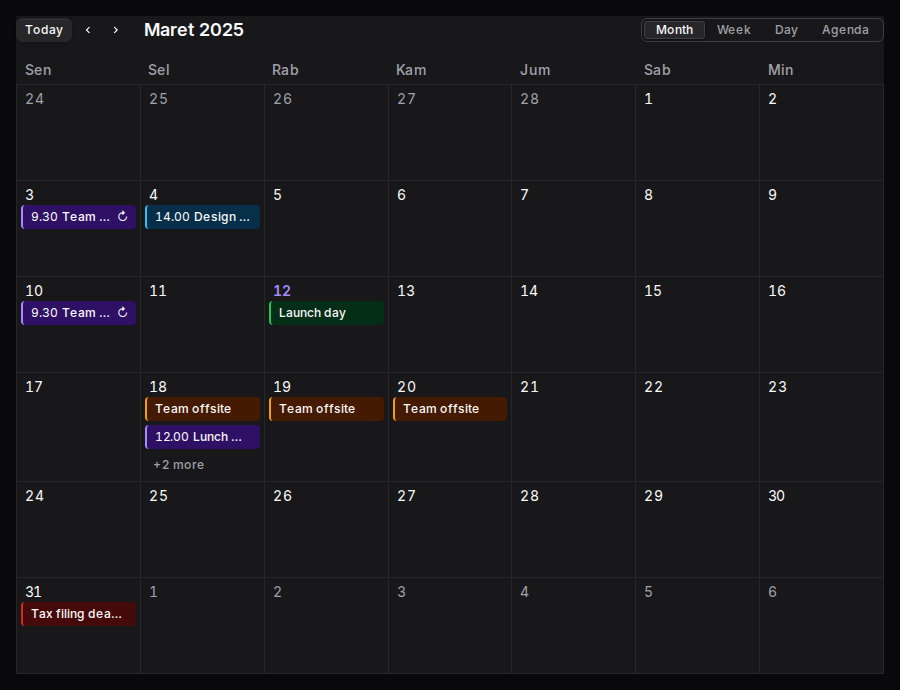 Today ‹ › Maret 2025 Month Week Day Agenda
Sen Sel Rab Kam Jum Sab Min
24 25 26 27 28 1 2
3 4 5 6 7 8 9
9.30 Team ... 14.00 Design ...
10 11 12 13 14 15 16
9.30 Team ... Launch day
17 18 19 20 21 22 23
Team offsite Team offsite Team offsite
12.00 Lunch ...
+2 more
24 25 26 27 28 29 30
31 1 2 3 4 5 6
Tax filing dea...